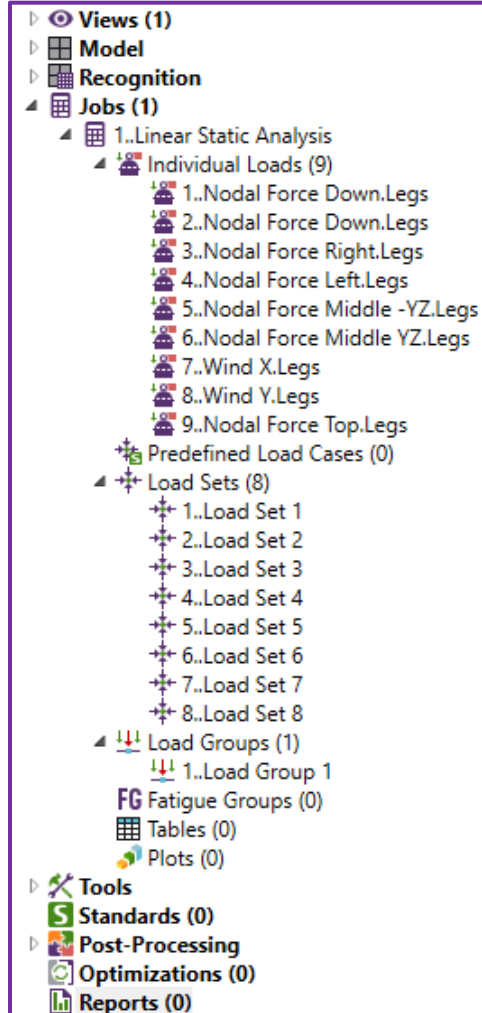 Views (1)
Model
Recognition
Jobs (1)
1..Linear Static Analysis
Individual Loads (9)
1..Nodal Force Down.Legs
2..Nodal Force Down.Legs
3..Nodal Force Right.Legs
4..Nodal Force Left.Legs
5..Nodal Force Middle -YZ.Legs
6..Nodal Force Middle YZ.Legs
7..Wind X.Legs
8..Wind Y.Legs
9..Nodal Force Top.Legs
Predefined Load Cases (0)
Load Sets (8)
1..Load Set 1
2..Load Set 2
3..Load Set 3
4..Load Set 4
5..Load Set 5
6..Load Set 6
7..Load Set 7
8..Load Set 8
Load Groups (1)
1..Load Group 1
FG Fatigue Groups (0)
Tables (0)
Plots (0)
Tools
S Standards (0)
Post-Processing
Optimizations (0)
Reports (0)